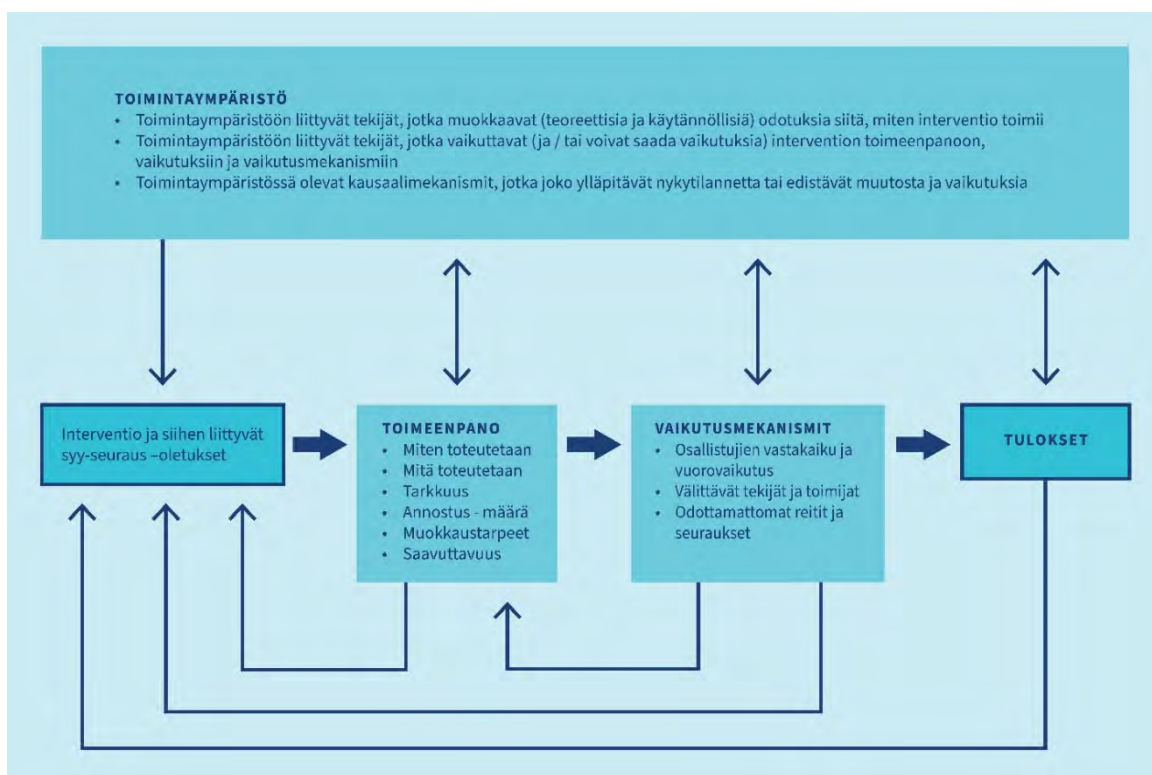 TOIMINTAYMPÄRISTÖ
• Toimintaympäristöön liittyvät tekijät, jotka muokkaavat (teoreettisia ja käytännöllisiä) odotuksia siitä, miten interventio toimii
• Toimintaympäristöön liittyvät tekijät, jotka vaikuttavat (ja / tai voivat saada vaikutuksia) intervention toimeenpanoon,
vaikutuksiin ja vaikutusmekanismiin
• Toimintaympäristössä olevat kausaalimekanismit, jotka joko ylläpitävät nykytilannetta tai edistävät muutosta ja vaikutuksia
Interventio ja siihen liittyvät
syy-seuraus –oletukset
TOIMEENPANO
• Miten toteutetaan
• Mitä toteutetaan
• Tarkkuus
• Annostus - määrä
• Muokkaustarpeet
• Saavuttavuus
VAIKUTUSMEKANISMIT
• Osallistujien vastakaiku ja
vuorovaikutus
• Välittävät tekijät ja toimijat
• Odottamattomat reitit ja
seuraukset
TULOKSET